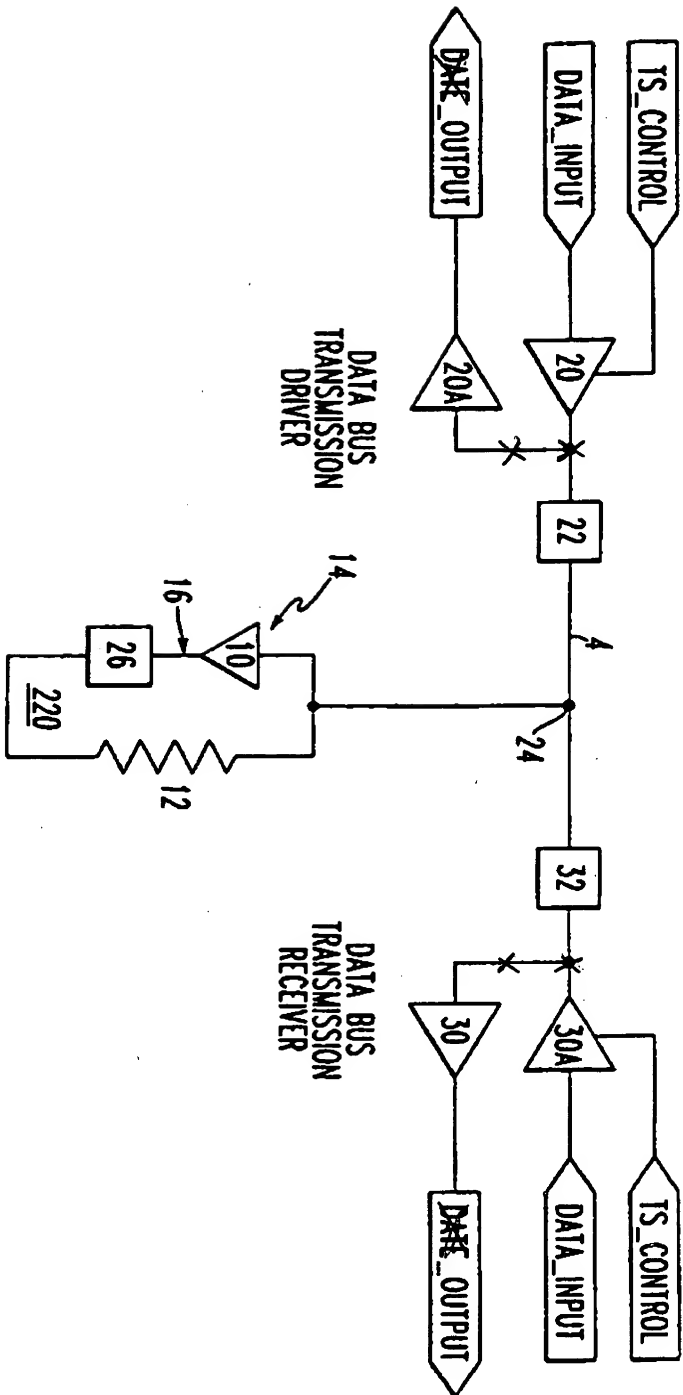 TS_CONTROL
DATA_INPUT
DATE_OUTPUT
20
20A
DATA BUS
TRANSMISSION
DRIVER
22
4
24
14
10
16
26
220
12
32
DATA BUS
TRANSMISSION
RECEIVER
30A
30
TS_CONTROL
DATA_INPUT
DATE_OUTPUT